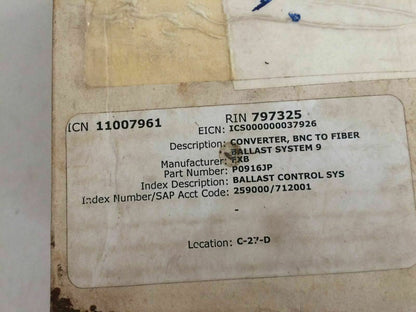 ICN 11007961 RIN 797325
EICN: ICS000000037926
Description: CONVERTER, BNC TO FIBER
BALLAST SYSTEM 9
Manufacturer: FXB
Part Number: P0916JP
Index Description: BALLAST CONTROL SYS
Index Number/SAP Acct Code: 259000/712001
-
Location: C-27-D